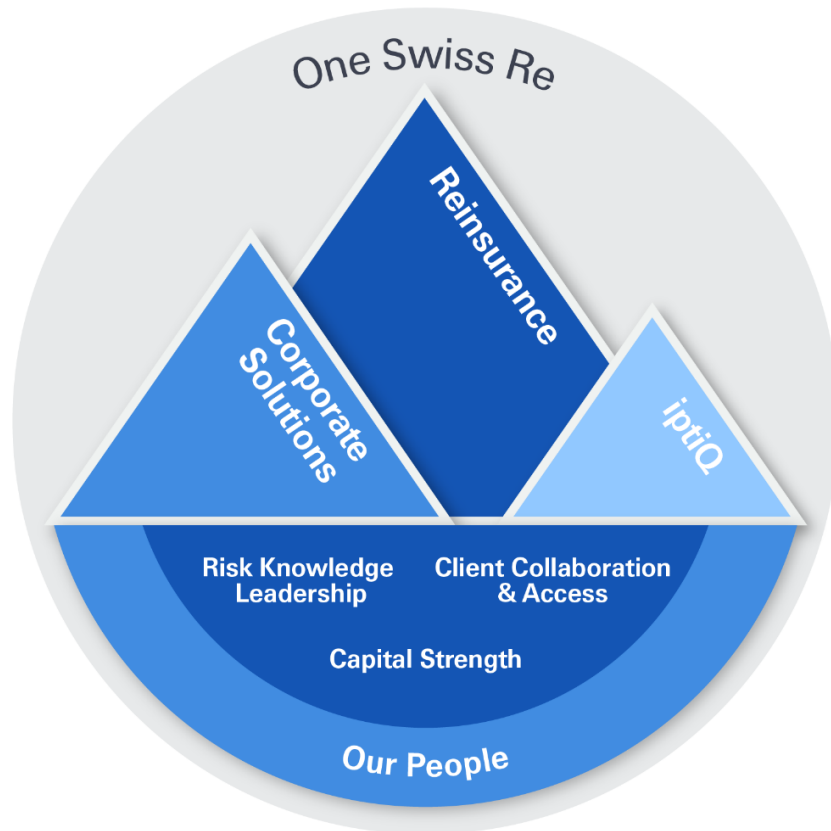 One Swiss Re
Reinsurance
Corporate
Solutions
iptiQ
Risk Knowledge
Leadership
Client Collaboration
& Access
Capital Strength
Our People